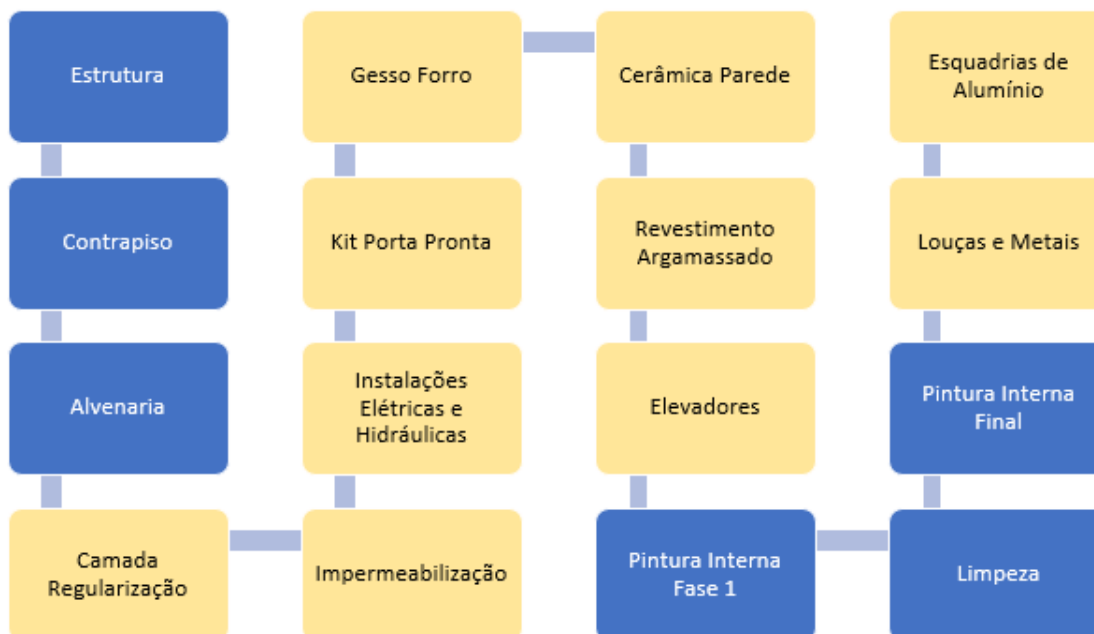 Estrutura
Contrapiso
Alvenaria
Camada
Regularização
Impermeabilização
Instalações
Elétricas e
Hidráulicas
Kit Porta Pronta
Gesso Forro
Cerâmica Parede
Revestimento
Argamassado
Elevadores
Pintura Interna
Fase 1
Limpeza
Pintura Interna
Final
Louças e Metais
Esquadrias de
Alumínio